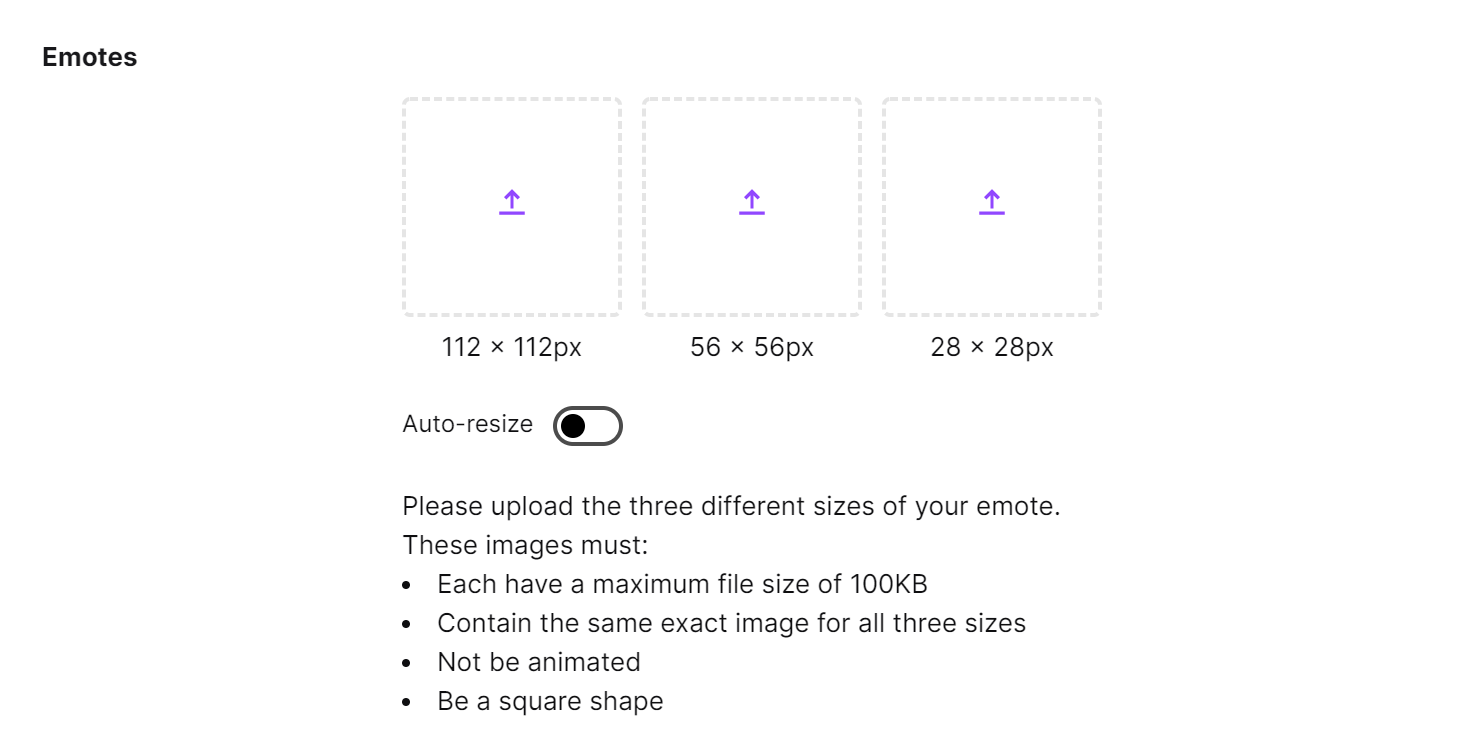 Emotes
112 × 112px
56 × 56px
28 × 28px
Auto-resize
Please upload the three different sizes of your emote.
These images must:
• Each have a maximum file size of 100KB
• Contain the same exact image for all three sizes
• Not be animated
• Be a square shape